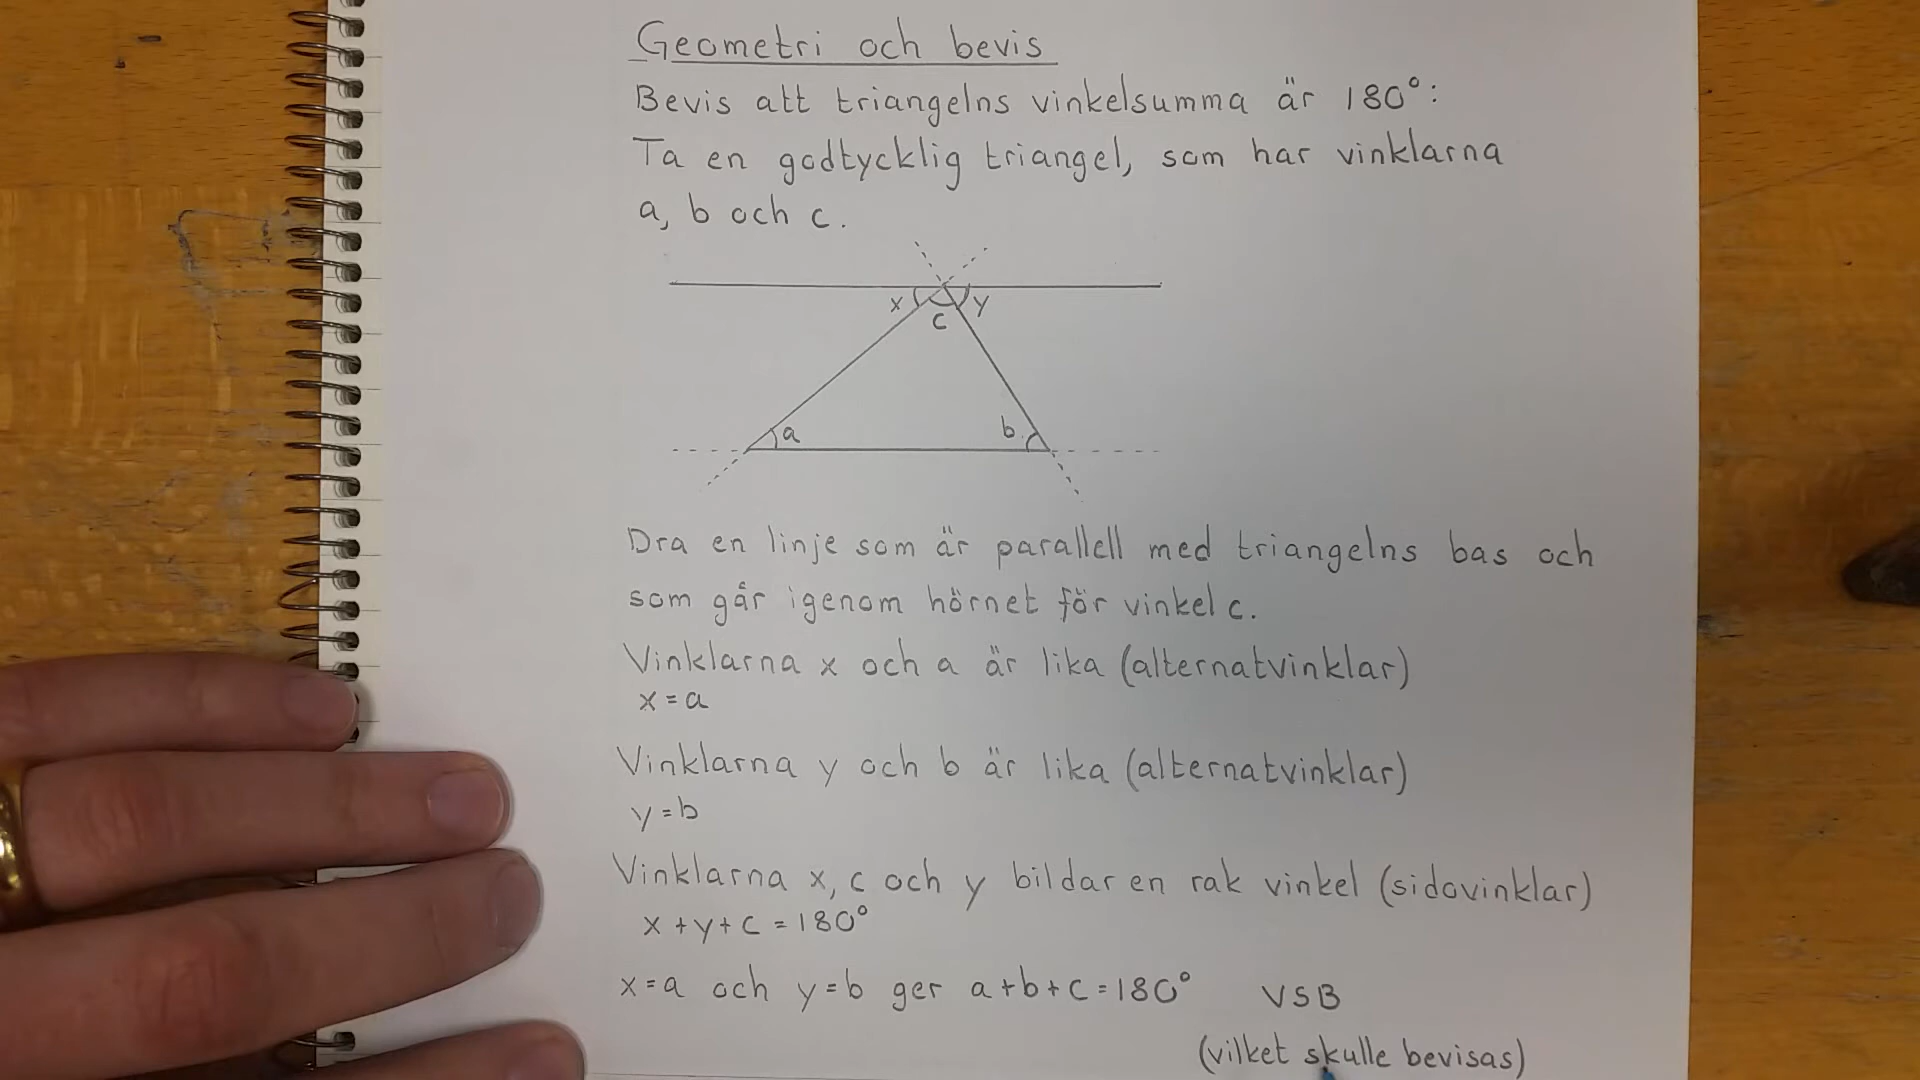 Geometri och bevis
Bevis att triangelns vinkelsumma är 180°:
Ta en godtycklig triangel, som har vinklarna
a, b och c.
x c y
a b
Dra en linje som är parallell med triangelns bas och
som går igenom hörnet för vinkel c.
Vinklarna x och a är lika (alternatvinklar)
x = a
Vinklarna y och b är lika (alternatvinklar)
y = b
Vinklarna x, c och y bildar en rak vinkel (sidovinklar)
x + y + c = 180°
x = a och y = b ger a + b + c = 180° VSB
(vilket skulle bevisas)